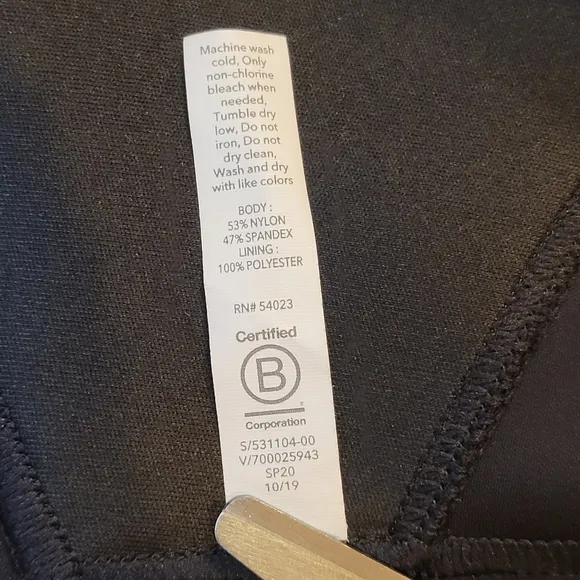 Machine wash
cold, Only
non-chlorine
bleach when
needed,
Tumble dry
low, Do not
iron, Do not
dry clean,
Wash and dry
with like colors
BODY :
53% NYLON
47% SPANDEX
LINING :
100% POLYESTER
RN# 54023
Certified
B
Corporation
S/531104-00
V/700025943
SP20
10/19